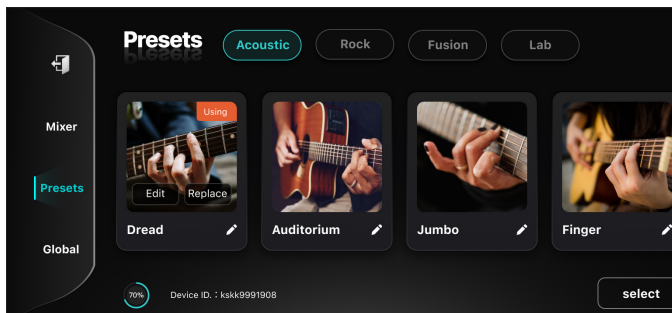 Presets
Acoustic
Rock
Fusion
Lab
Mixer
Presets
Global
Using
Edit
Replace
Dread
Auditorium
Jumbo
Finger
70%
Device ID. : kskk9991908
select